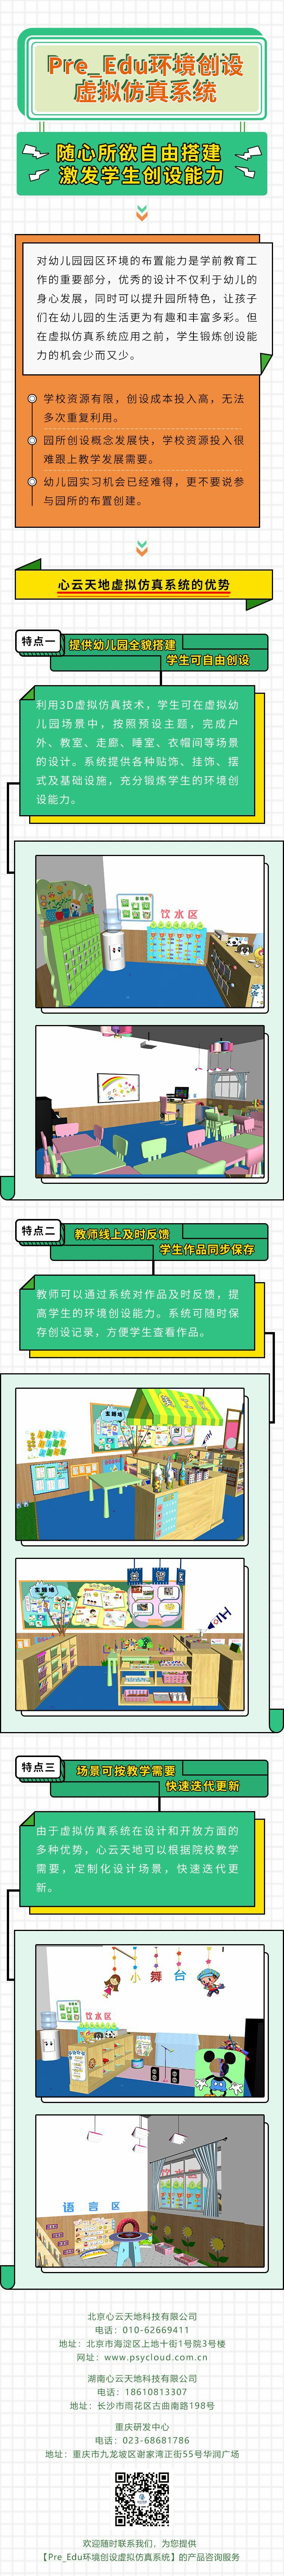 Pre_Edu环境创设
虚拟仿真系统
随心所欲自由搭建
激发学生创设能力
对幼儿园园区环境的布置能力是学前教育工
作的重要部分，优秀的设计不仅利于幼儿的
身心发展，同时可以提升园所特色，让孩子
们在幼儿园的生活更为有趣和丰富多彩。但
在虚拟仿真系统应用之前，学生锻炼创设能
力的机会少而又少。
学校资源有限，创设成本投入高，无法
多次重复利用。
园所创设概念发展快，学校资源投入很
难跟上教学发展需要。
幼儿园实习机会已经难得，更不要说参
与园所的布置创建。
心云天地虚拟仿真系统的优势
特点一
提供幼儿园全貌搭建
学生可自由创设
利用3D虚拟仿真技术，学生可在虚拟幼
儿园场景中，按照预设主题，完成户
外、教室、走廊、睡室、衣帽间等场景
的设计。系统提供各种贴饰、挂饰、摆
式及基础设施，充分锻炼学生的环境创
设能力。
饮水区
特点二
教师线上及时反馈
学生作品同步保存
教师可以通过系统对作品及时反馈，提
高学生的环境创设能力。系统可随时保
存创设记录，方便学生查看作品。
主题墙
主题墙
特点三
场景可按教学需要
快速迭代更新
由于虚拟仿真系统在设计和开放方面的
多种优势，心云天地可以根据院校教学
需要，定制化设计场景，快速迭代更
新。
小舞台
饮水区
饮水区
语言区
北京心云天地科技有限公司
电话：010-62669411
地址：北京市海淀区上地十街1号院3号楼
网址：www.psycloud.com.cn
湖南心云天地科技有限公司
电话：18610813307
地址：长沙市雨花区古曲南路198号
重庆研发中心
电话：023-68681786
地址：重庆市九龙坡区谢家湾正街55号华润广场
欢迎随时联系我们，为您提供
【Pre_Edu环境创设虚拟仿真系统】的产品咨询服务